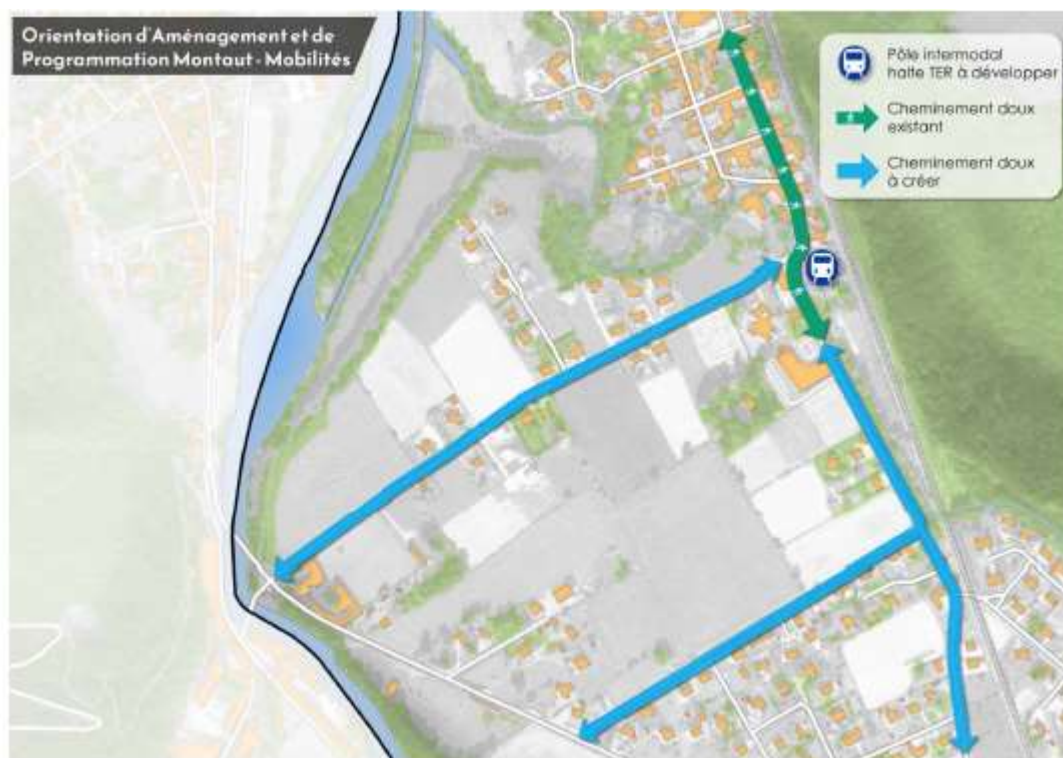 Orientation d'Aménagement et de
Programmation Montaut - Mobilités
Pôle intermodal
halte TER à développer
Cheminement doux
existant
Cheminement doux
à créer